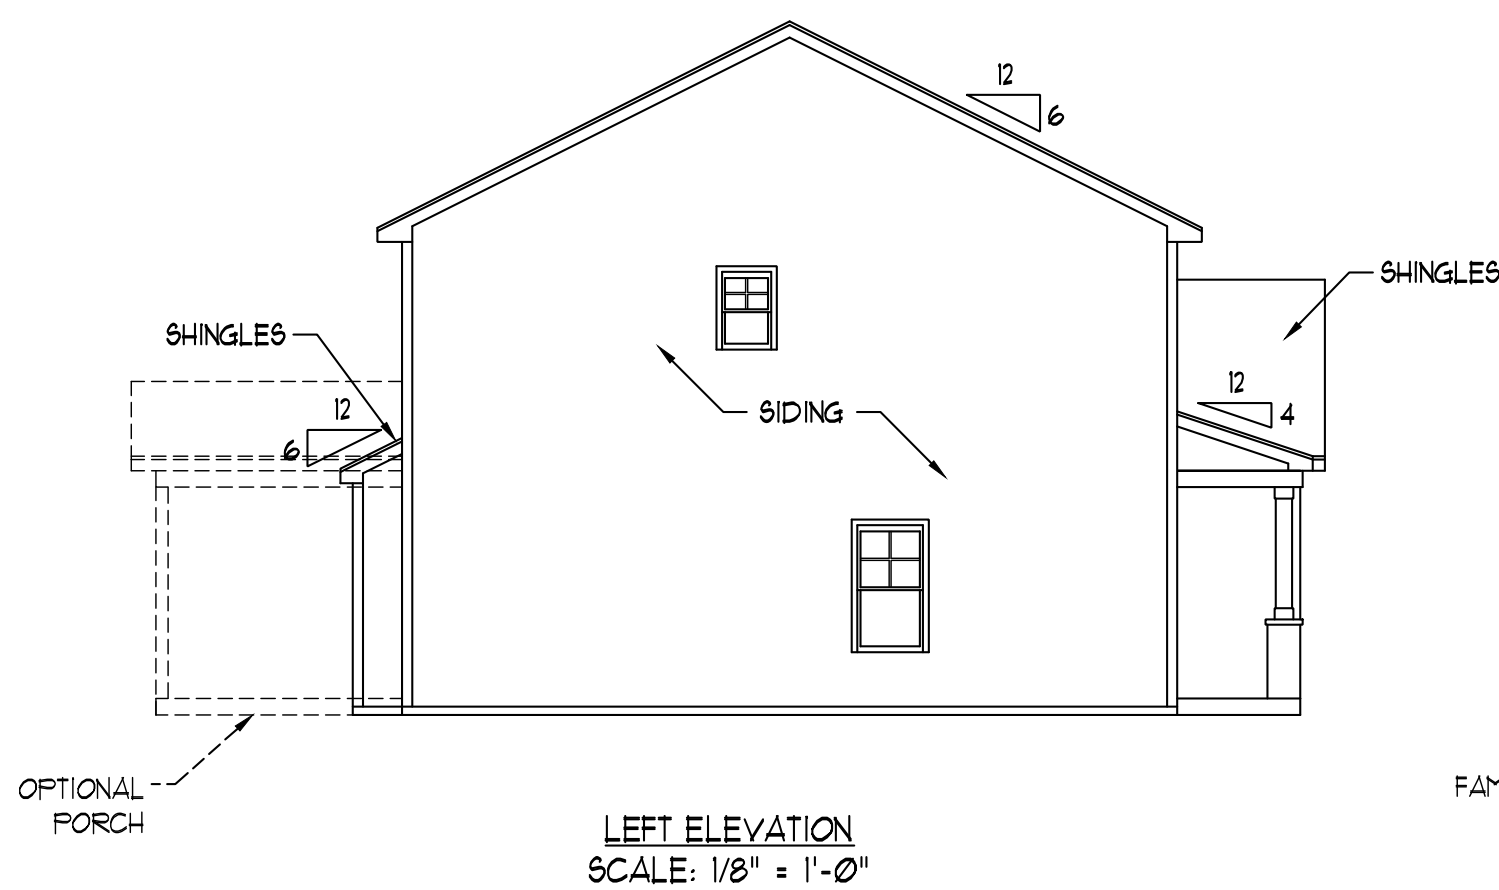 12
6
SHINGLES
SHINGLES
12
6
12
4
SIDING
OPTIONAL
PORCH
LEFT ELEVATION
SCALE: 1/8" = 1'-0"